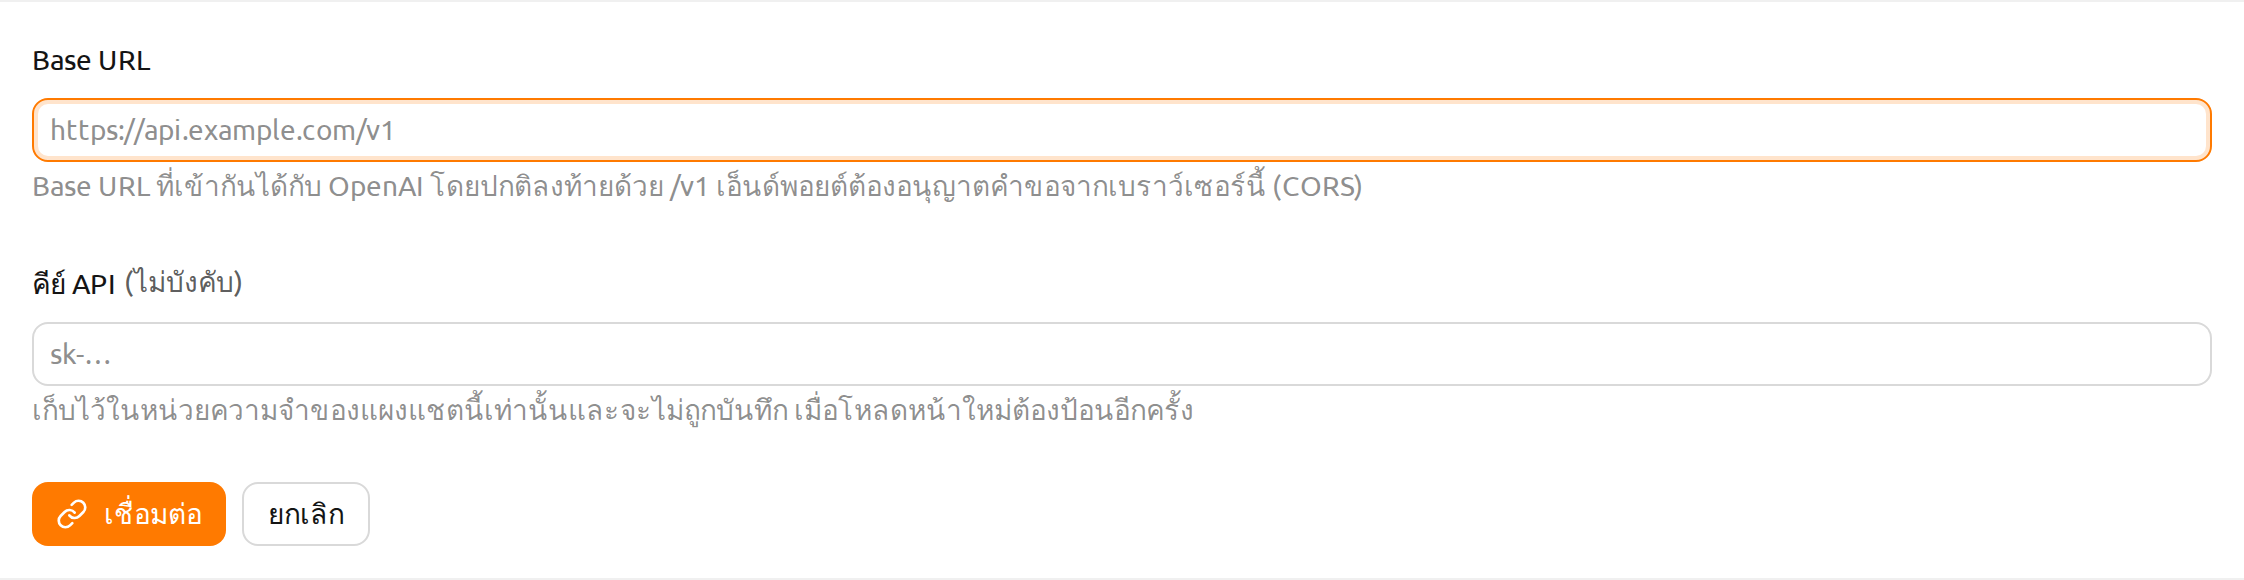 Base URL
https://api.example.com/v1
Base URL ที่เข้ากันได้กับ OpenAI โดยปกติลงท้ายด้วย /v1 เอ็นด์พอยต์ต้องอนุญาตคำขอจากเบราว์เซอร์นี้ (CORS)
คีย์ API (ไม่บังคับ)
sk-…
เก็บไว้ในหน่วยความจำของแผงแชตนี้เท่านั้นและจะไม่ถูกบันทึก เมื่อโหลดหน้าใหม่ต้องป้อนอีกครั้ง
เชื่อมต่อ ยกเลิก